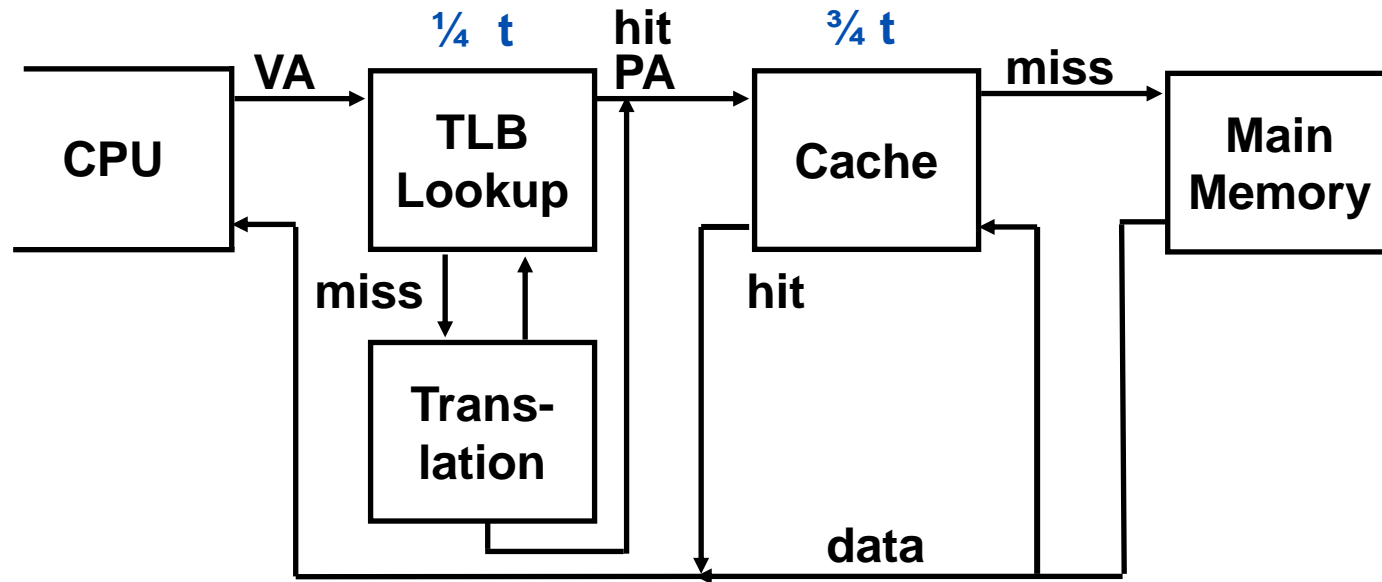 ¼ t
hit
¾ t
VA
PA
miss
CPU
TLB
Lookup
Cache
Main
Memory
miss
hit
Trans-
lation
data